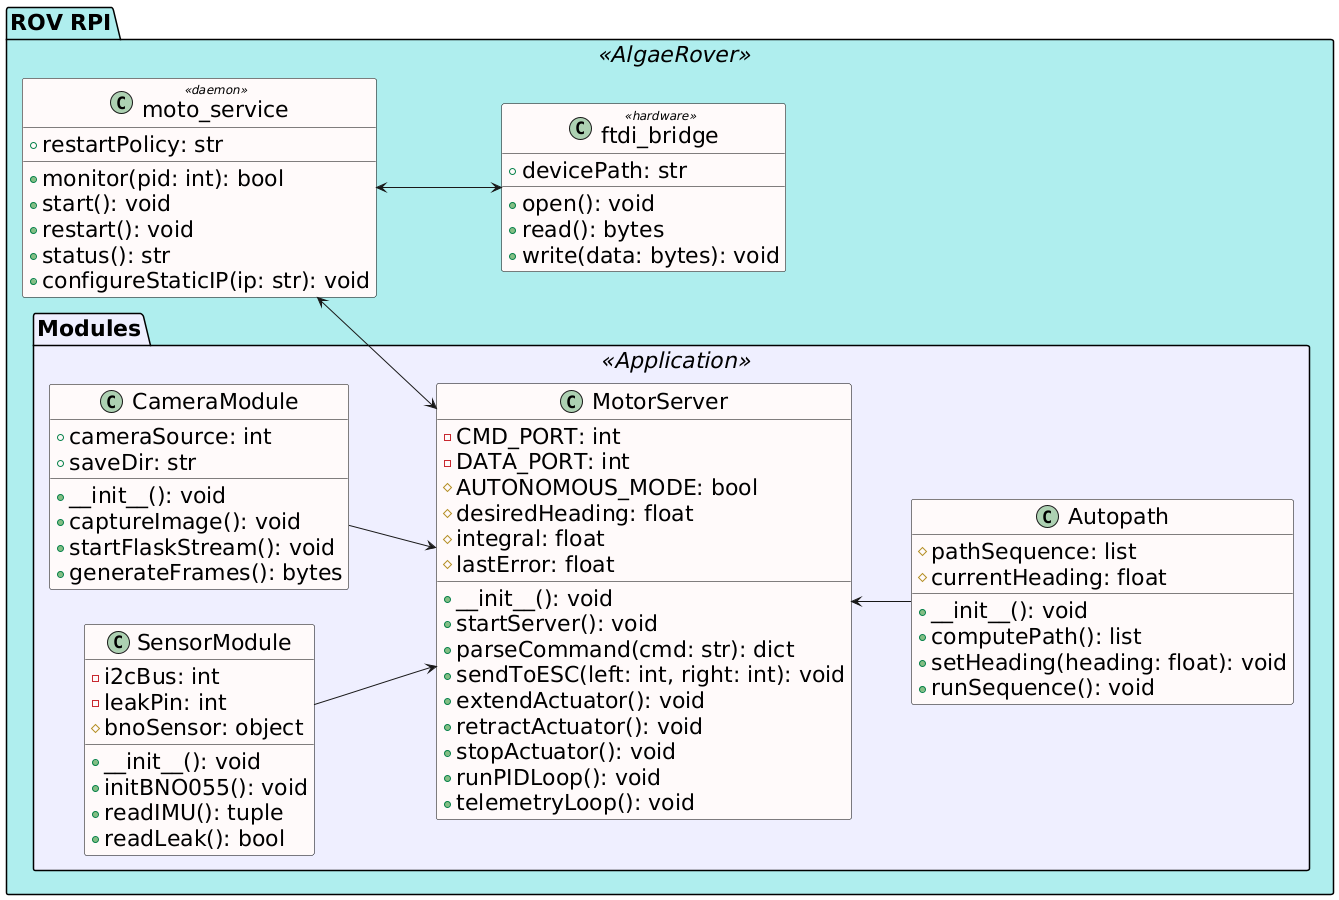 ROV RPI
«AlgaeRover»
C
«daemon»
moto_service
restartPolicy: str
monitor(pid: int): bool
start(): void
restart(): void
status(): str
configureStaticIP(ip: str): void
C
«hardware»
ftdi_bridge
devicePath: str
open(): void
read(): bytes
write(data: bytes): void
Modules
«Application»
C CameraModule
cameraSource: int
saveDir: str
__init__(): void
captureImage(): void
startFlaskStream(): void
generateFrames(): bytes
C SensorModule
i2cBus: int
leakPin: int
bnoSensor: object
__init__(): void
initBNO055(): void
readIMU(): tuple
readLeak(): bool
C MotorServer
CMD_PORT: int
DATA_PORT: int
AUTONOMOUS_MODE: bool
desiredHeading: float
integral: float
lastError: float
__init__(): void
startServer(): void
parseCommand(cmd: str): dict
sendToESC(left: int, right: int): void
extendActuator(): void
retractActuator(): void
stopActuator(): void
runPIDLoop(): void
telemetryLoop(): void
C Autopath
pathSequence: list
currentHeading: float
__init__(): void
computePath(): list
setHeading(heading: float): void
runSequence(): void